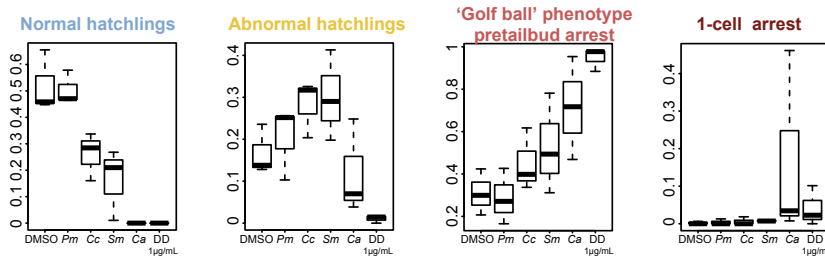 Normal hatchlings
Abnormal hatchlings
‘Golf ball’ phenotype
pretailbud arrest
1-cell arrest
0 0.1 0.2 0.3 0.4 0.5 0.6
DMSO Pm Cc Sm Ca DD
1µg/mL
0 0.1 0.2 0.3 0.4
DMSO Pm Cc Sm Ca DD
1µg/mL
0.2 0.4 0.6 0.8 1
DMSO Pm Cc Sm Ca DD
1µg/mL
0 0.1 0.2 0.3 0.4
DMSO Pm Cc Sm Ca DD
1µg/mL